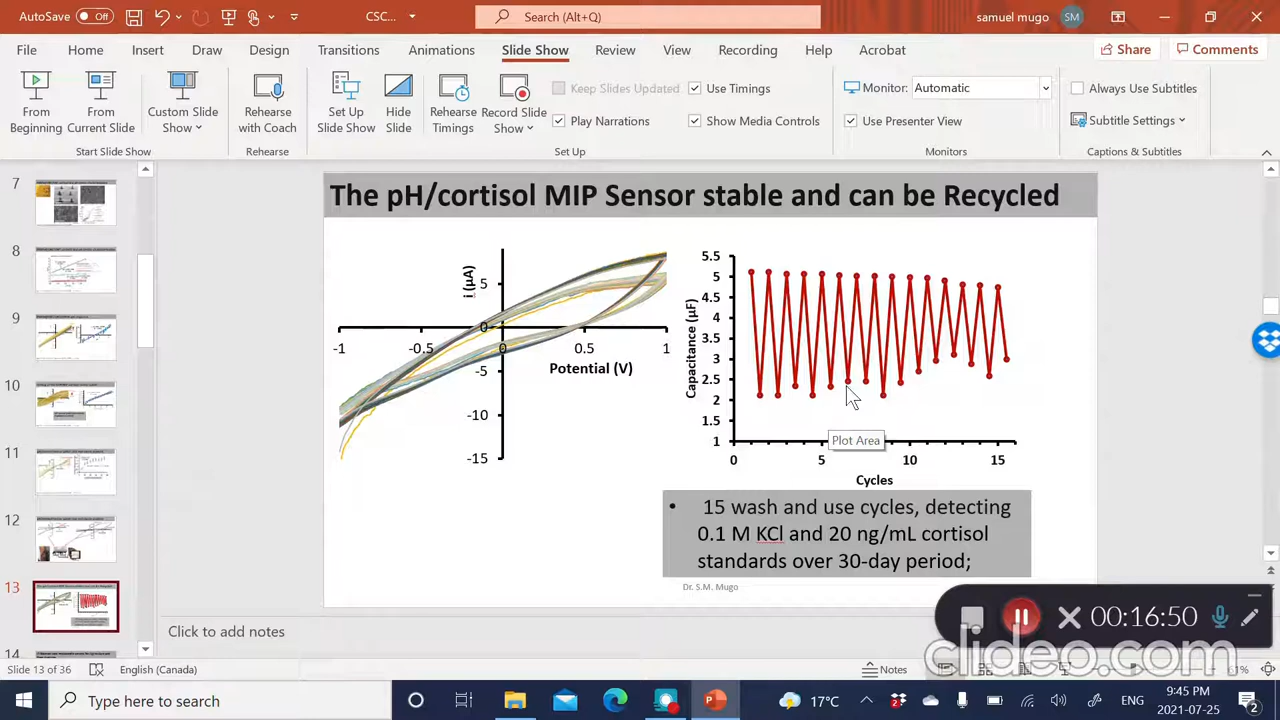 AutoSave Off CSC... Search (Alt+Q) samuel mugo SM
File Home Insert Draw Design Transitions Animations Slide Show Review View Recording Help Acrobat Share Comments
From Beginning
From Current Slide
Custom Slide Show
Start Slide Show
Rehearse with Coach
Rehearse
Set Up Slide Show
Hide Slide
Rehearse Timings
Record Slide Show
Keep Slides Updated
Play Narrations
Use Timings
Show Media Controls
Set Up
Monitor: Automatic
Use Presenter View
Monitors
Always Use Subtitles
Subtitle Settings
Captions & Subtitles
7
8
9
10
11
12
13
14
The pH/cortisol MIP Sensor stable and can be Recycled
i (µA)
5
0
-5
-10
-15
-1 -0.5 0 0.5 1
Potential (V)
Capacitance (µF)
5.5
5
4.5
4
3.5
3
2.5
2
1.5
1
0 5 10 15
Cycles
Plot Area
• 15 wash and use cycles, detecting
0.1 M KCl and 20 ng/mL cortisol
standards over 30-day period;
Dr. S.M. Mugo
Click to add notes
00:16:50
clideo.com
Slide 13 of 36 English (Canada) Notes
Type here to search
17°C
ENG
9:45 PM
2021-07-25
2